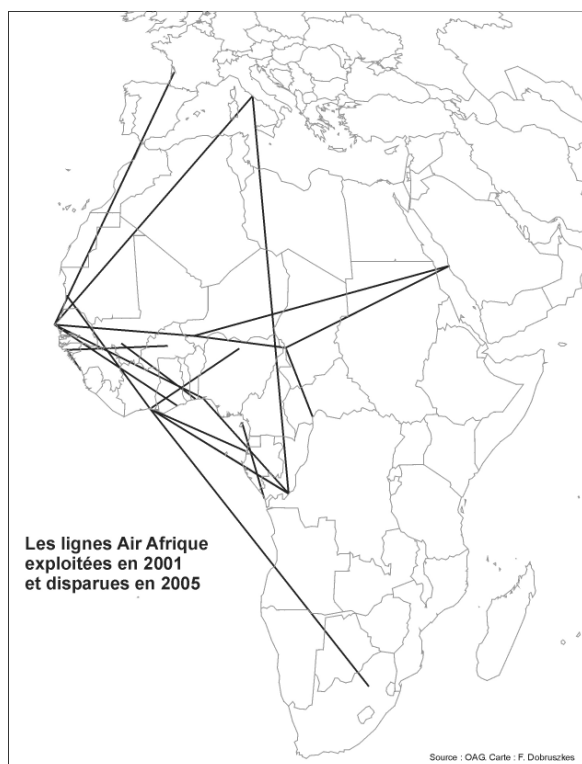 Les lignes Air Afrique
exploitées en 2001
et disparues en 2005
Source : OAG. Carte : F. Dobruszkes